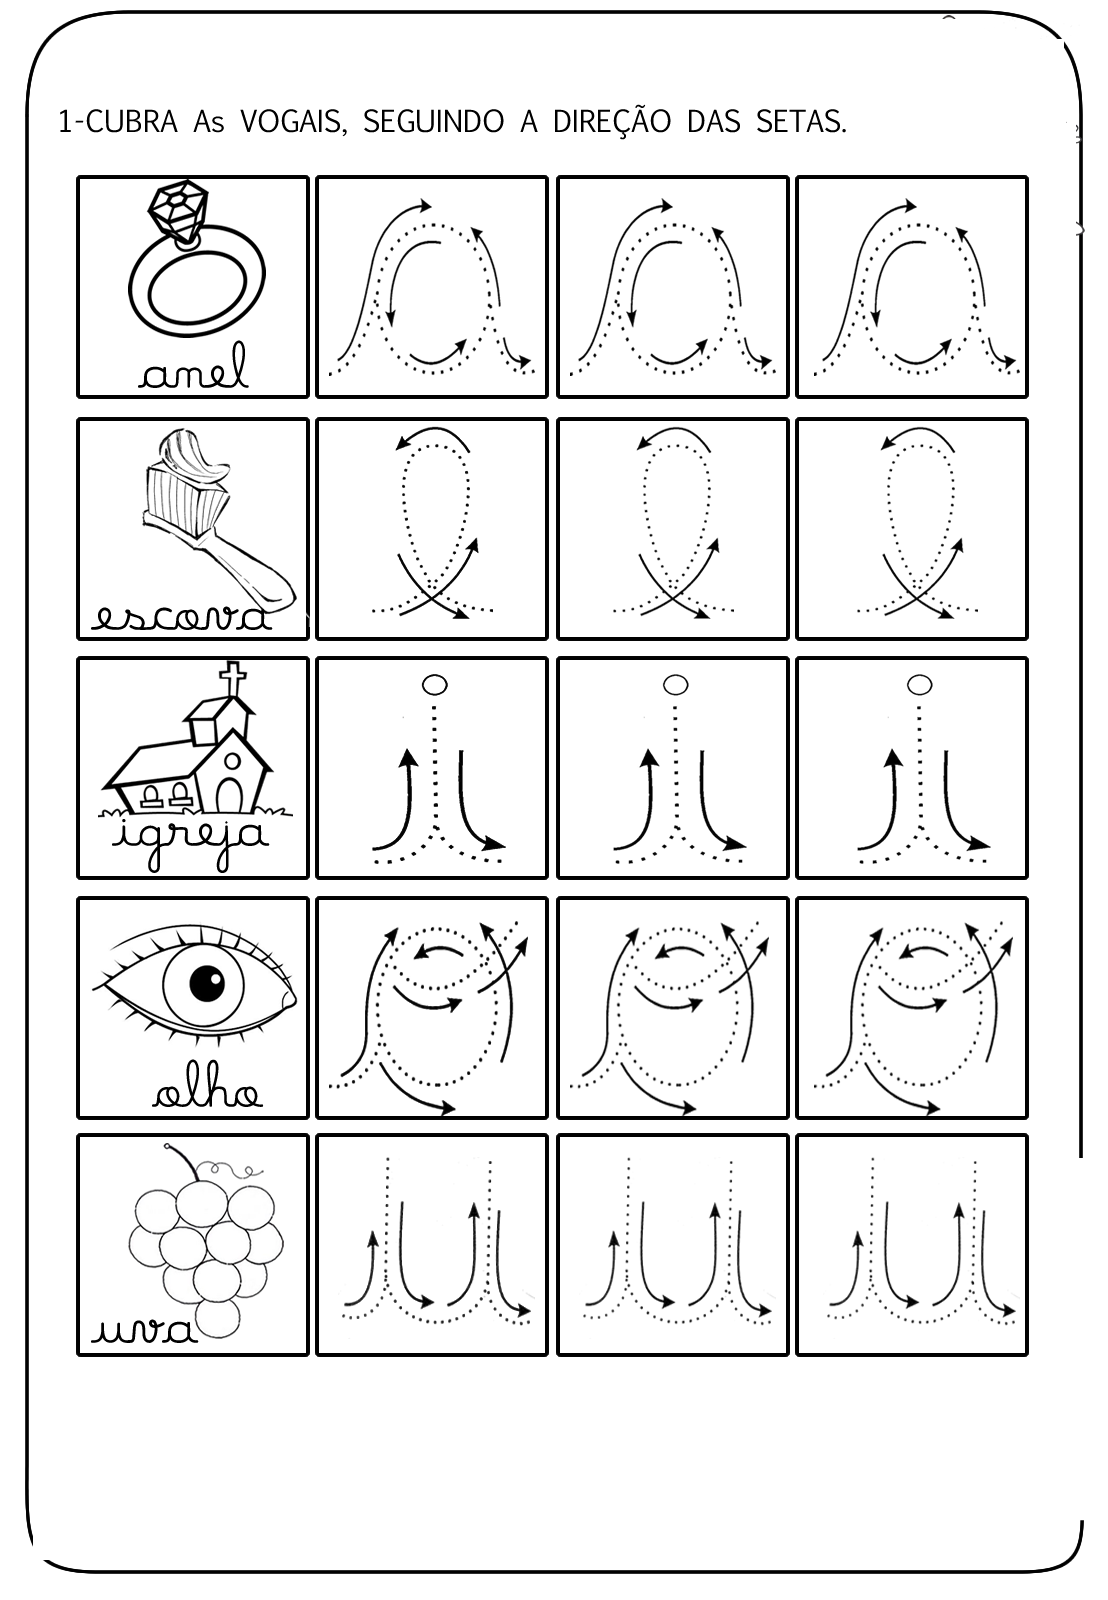 1-CUBRA As VOGAIS, SEGUINDO A DIREÇÃO DAS SETAS.
anel a a a
escova e e e
igreja i i i
olho o o o
uva u u u